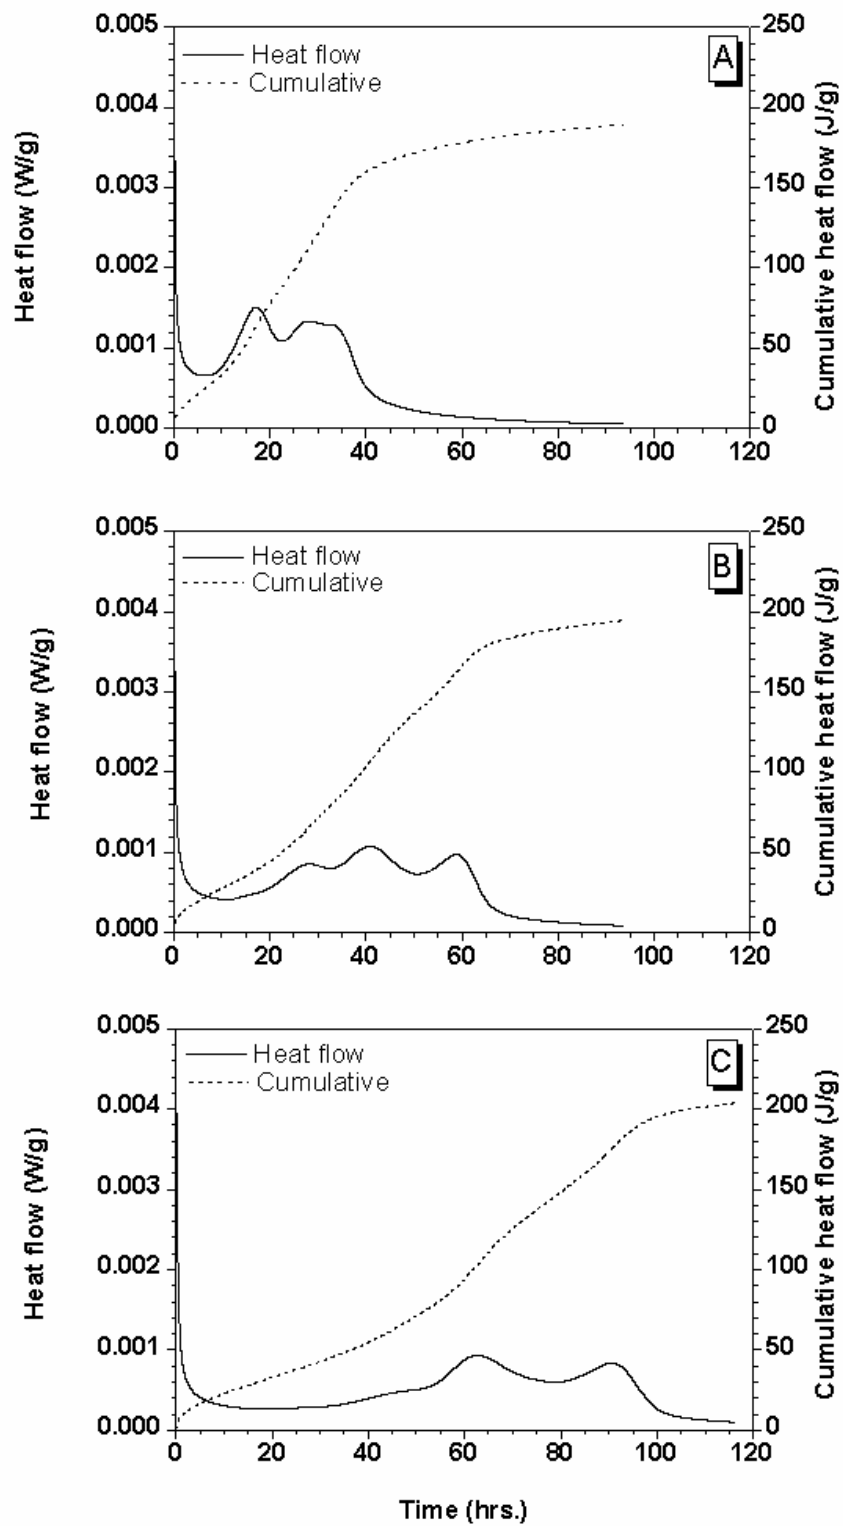 0.005
250
Heat flow
A
Cumulative
0.004
200
0.003
150
0.002
100
0.001
50
0.000
0
0 20 40 60 80 100 120
Heat flow (W/g)
Cumulative heat flow (J/g)
0.005
250
Heat flow
B
Cumulative
0.004
200
0.003
150
0.002
100
0.001
50
0.000
0
0 20 40 60 80 100 120
Heat flow (W/g)
Cumulative heat flow (J/g)
0.005
250
Heat flow
C
Cumulative
0.004
200
0.003
150
0.002
100
0.001
50
0.000
0
0 20 40 60 80 100 120
Heat flow (W/g)
Cumulative heat flow (J/g)
Time (hrs.)